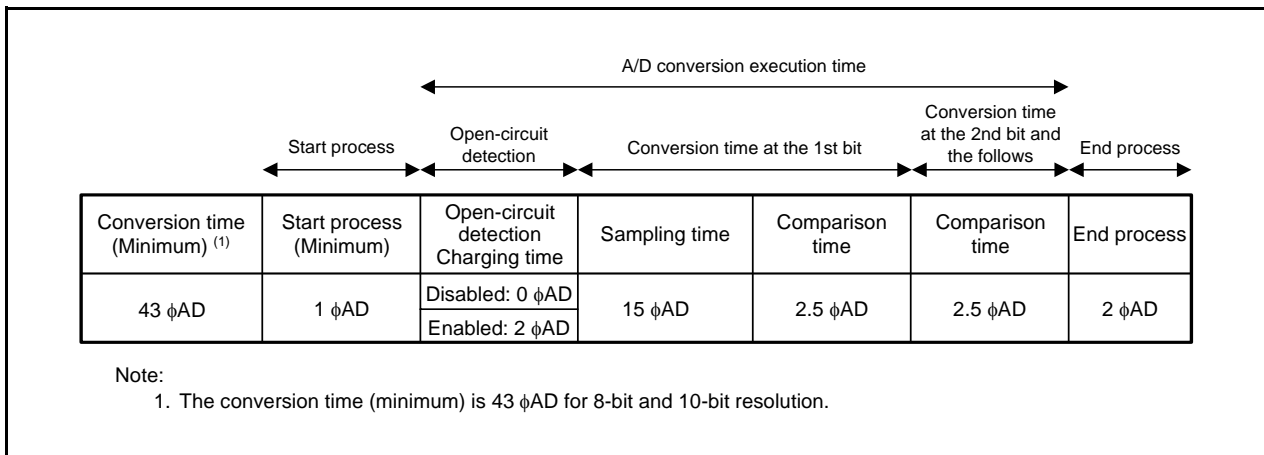 A/D conversion execution time
Start process
Open-circuit
detection
Conversion time at the 1st bit
Conversion time
at the 2nd bit and
the follows
End process
Conversion time
(Minimum) (1)
Start process
(Minimum)
Open-circuit
detection
Charging time
Sampling time
Comparison
time
Comparison
time
End process
43 ϕAD
1 ϕAD
Disabled: 0 ϕAD
Enabled: 2 ϕAD
15 ϕAD
2.5 ϕAD
2.5 ϕAD
2 ϕAD
Note:
1. The conversion time (minimum) is 43 ϕAD for 8-bit and 10-bit resolution.